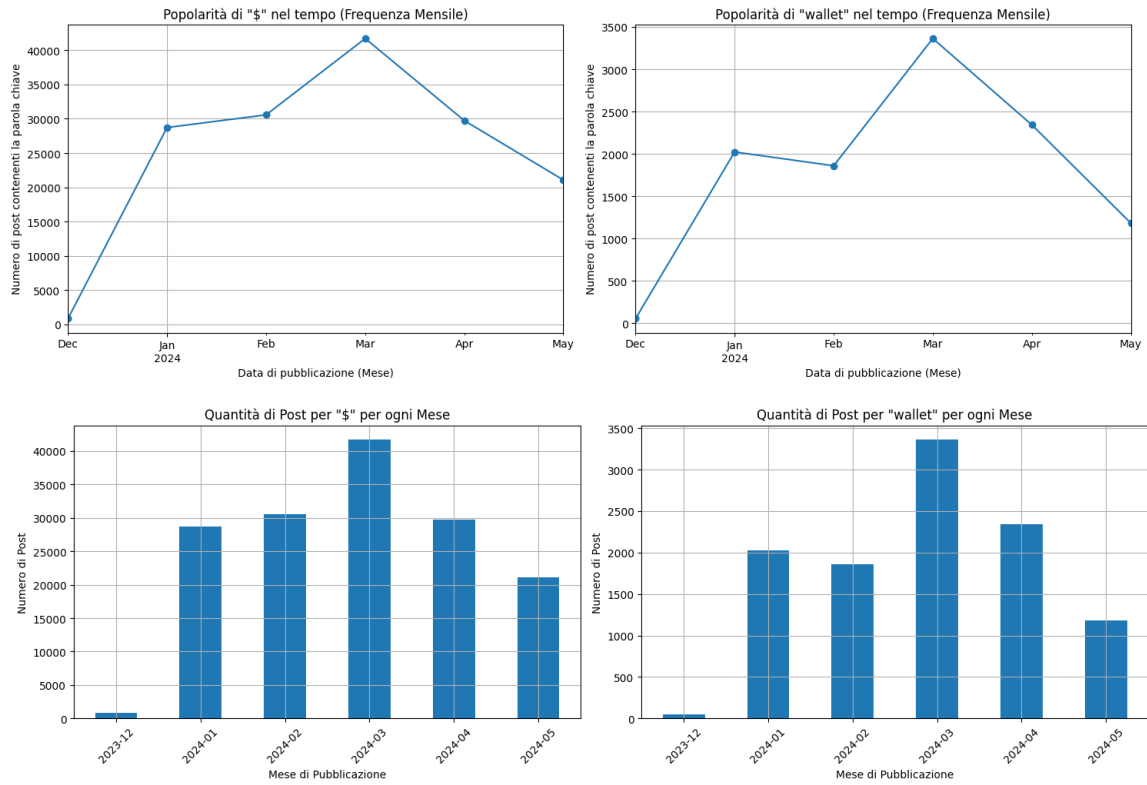 Popolarità di "$" nel tempo (Frequenza Mensile)
Numero di post contenenti la parola chiave
40000
35000
30000
25000
20000
15000
10000
5000
0
Dec
Jan
2024
Feb
Mar
Apr
May
Data di pubblicazione (Mese)
Popolarità di "wallet" nel tempo (Frequenza Mensile)
Numero di post contenenti la parola chiave
3500
3000
2500
2000
1500
1000
500
0
Dec
Jan
2024
Feb
Mar
Apr
May
Data di pubblicazione (Mese)
Quantità di Post per "$" per ogni Mese
Numero di Post
40000
35000
30000
25000
20000
15000
10000
5000
0
2023-12
2024-01
2024-02
2024-03
2024-04
2024-05
Mese di Pubblicazione
Quantità di Post per "wallet" per ogni Mese
Numero di Post
3500
3000
2500
2000
1500
1000
500
0
2023-12
2024-01
2024-02
2024-03
2024-04
2024-05
Mese di Pubblicazione